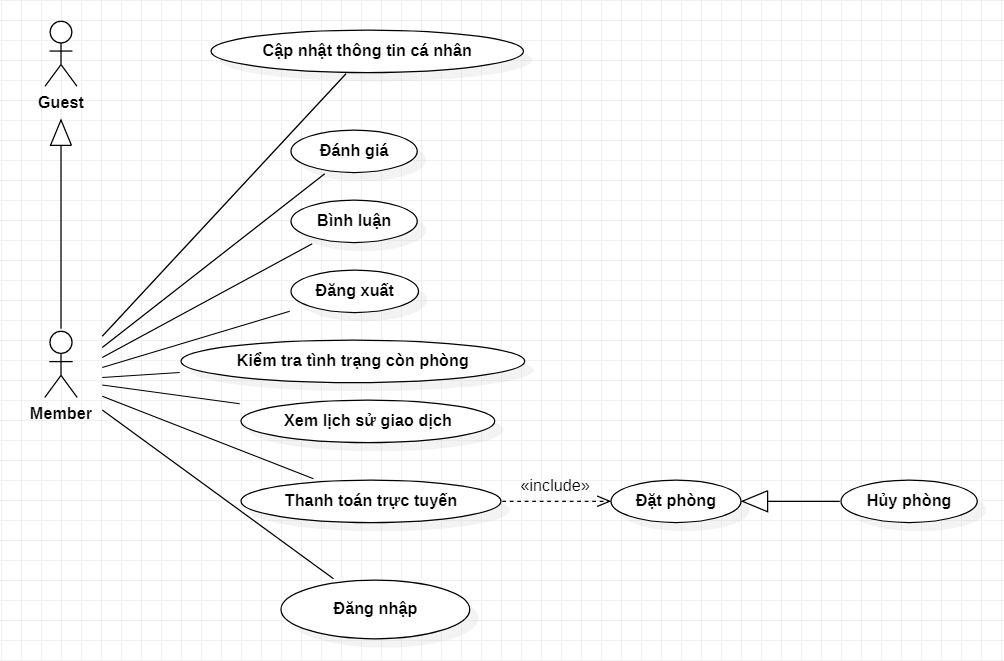 Guest
Cập nhật thông tin cá nhân
Đánh giá
Bình luận
Đăng xuất
Kiểm tra tình trạng còn phòng
Member
Xem lịch sử giao dịch
Thanh toán trực tuyến
«include»
Đặt phòng
Hủy phòng
Đăng nhập